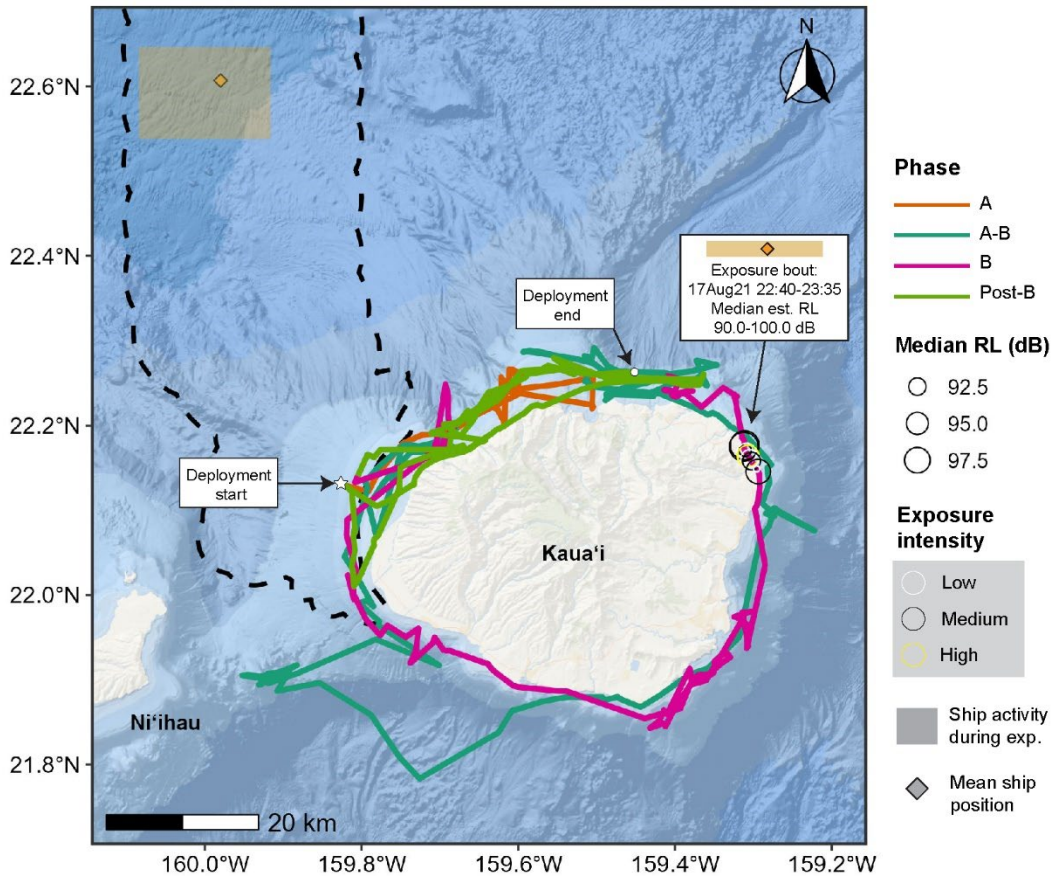 N
22.6°N
22.4°N
22.2°N
22.0°N
21.8°N
160.0°W
159.8°W
159.6°W
159.4°W
159.2°W
Deployment
end
Exposure bout:
17Aug21 22:40-23:35
Median est. RL
90.0-100.0 dB
Deployment
start
Kauaʻi
Niʻihau
20 km
Phase
A
A-B
B
Post-B
Median RL (dB)
92.5
95.0
97.5
Exposure
intensity
Low
Medium
High
Ship activity
during exp.
Mean ship
position